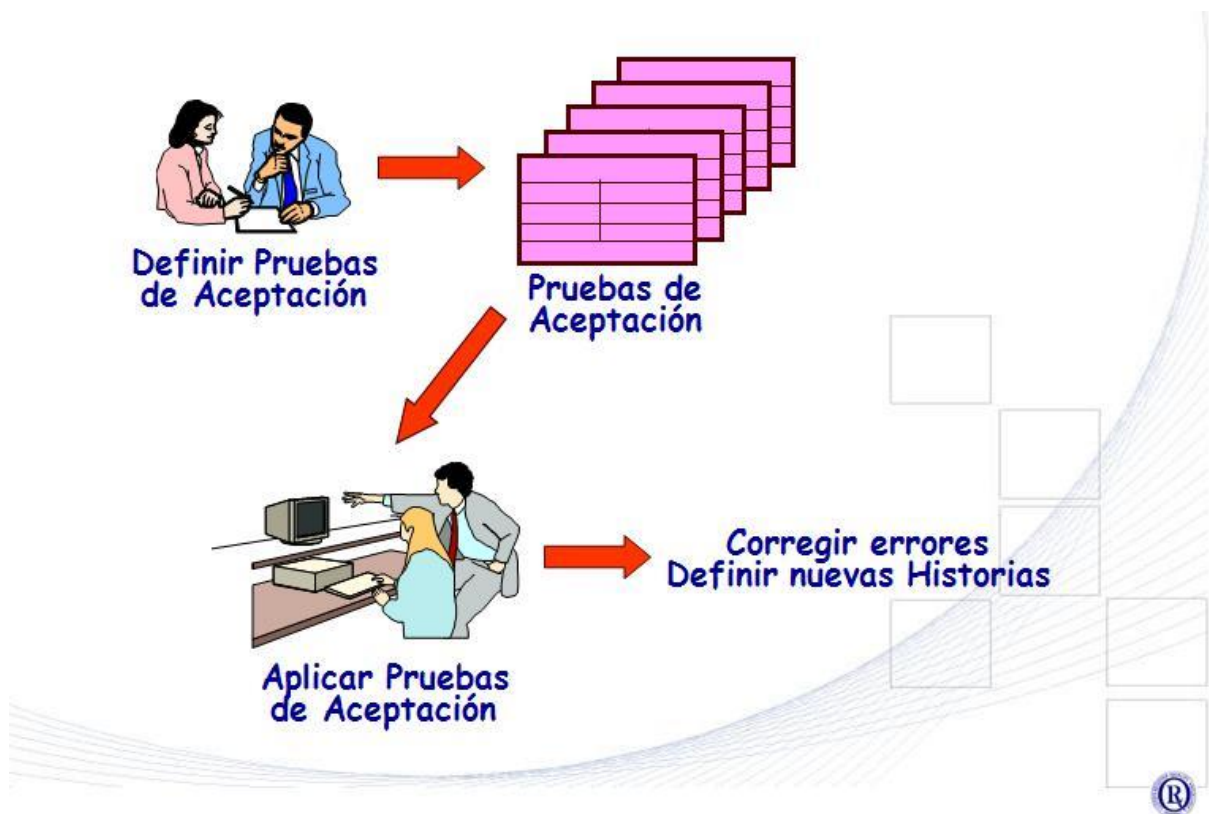 Definir Pruebas
de Aceptación
Pruebas de
Aceptación
Aplicar Pruebas
de Aceptación
Corregir errores
Definir nuevas Historias